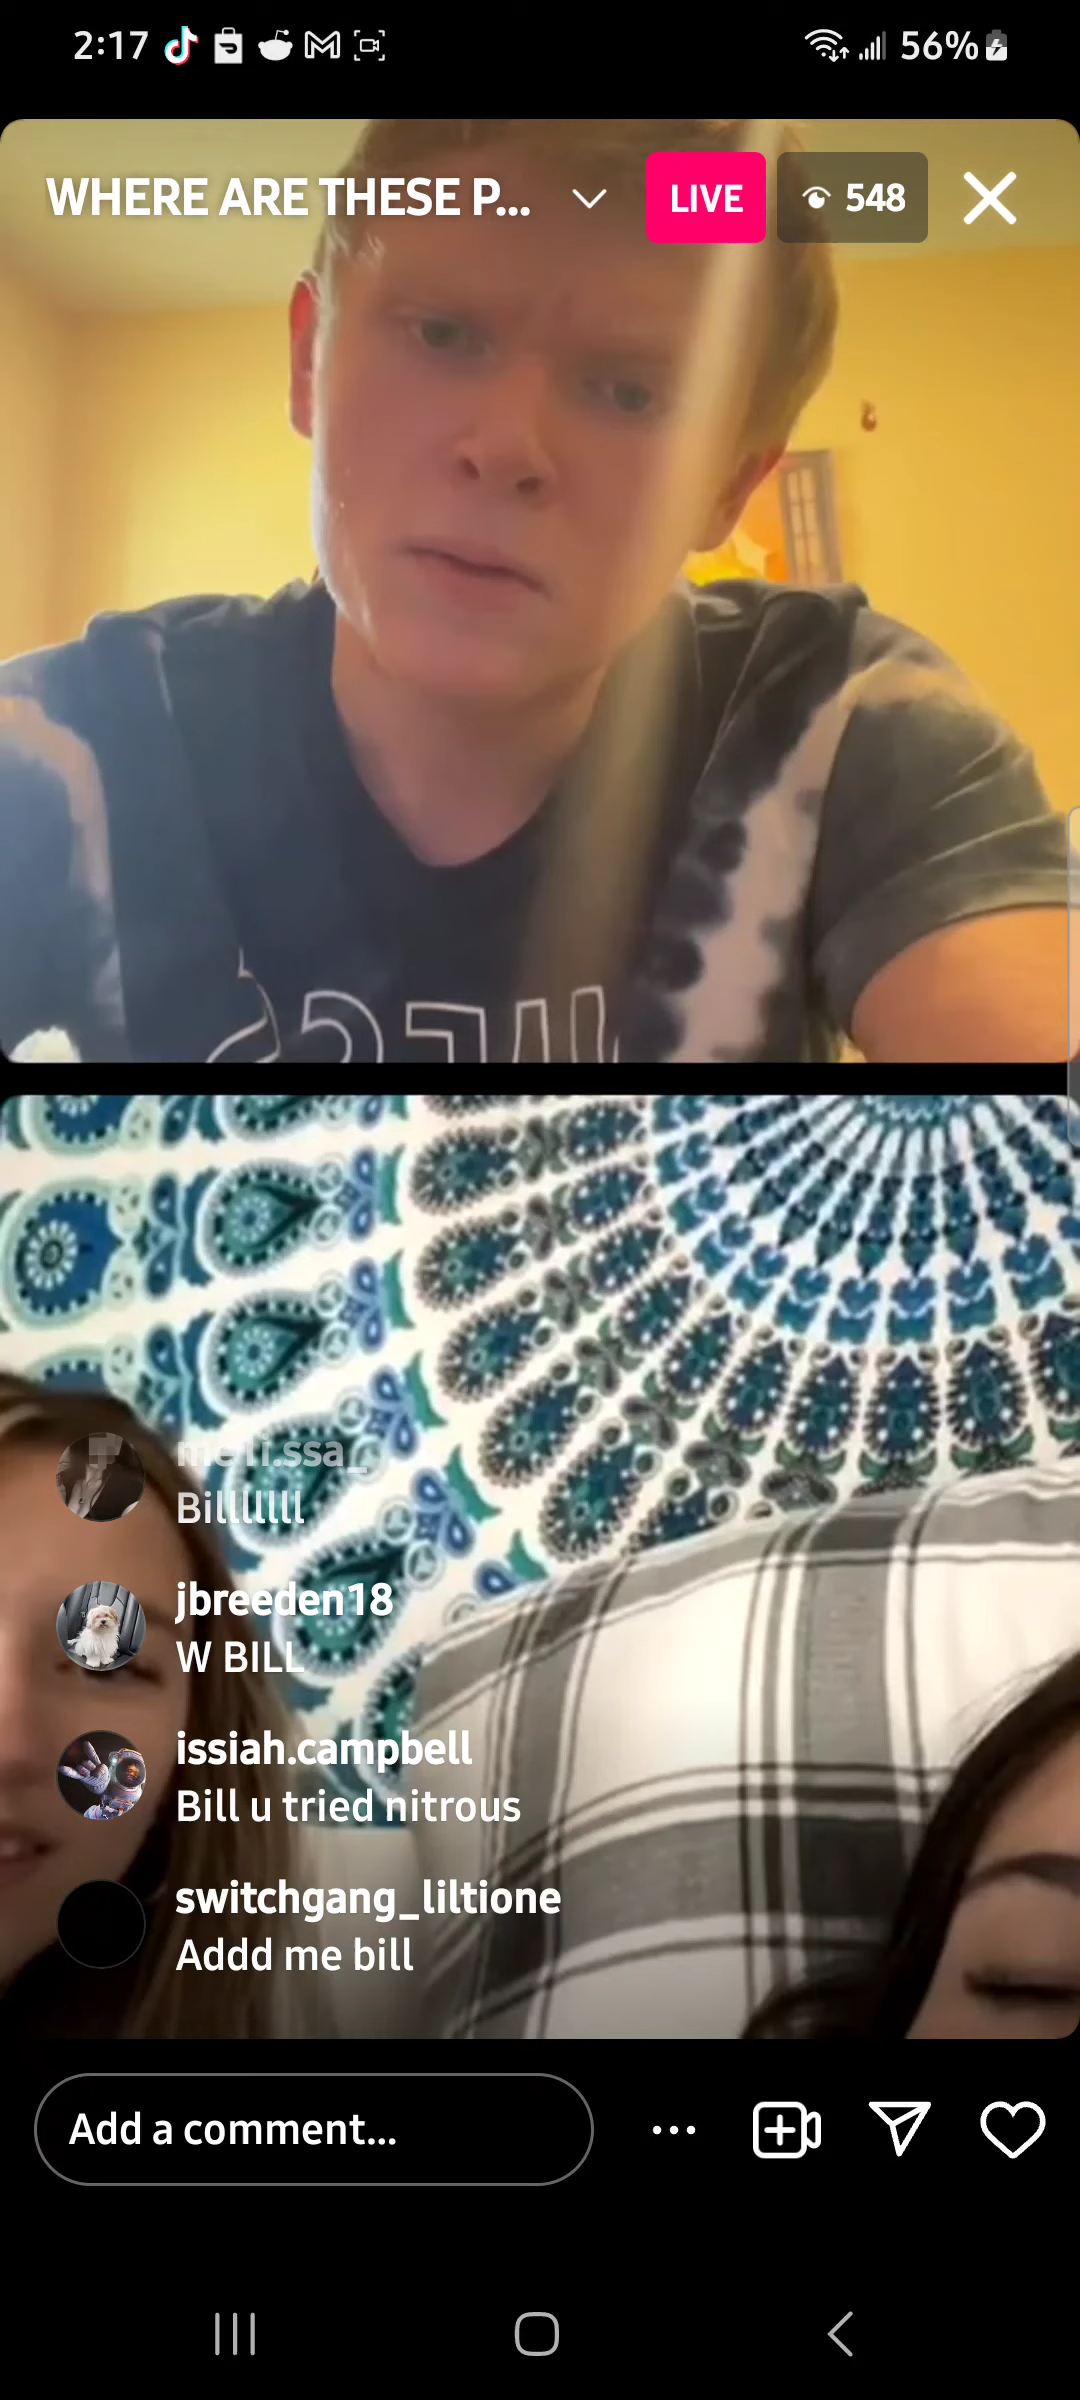 2:17
56%
WHERE ARE THESE P...
LIVE
548
Billllll
jbreeden18
W BILL
issiah.campbell
Bill u tried nitrous
switchgang_liltione
Addd me bill
Add a comment...